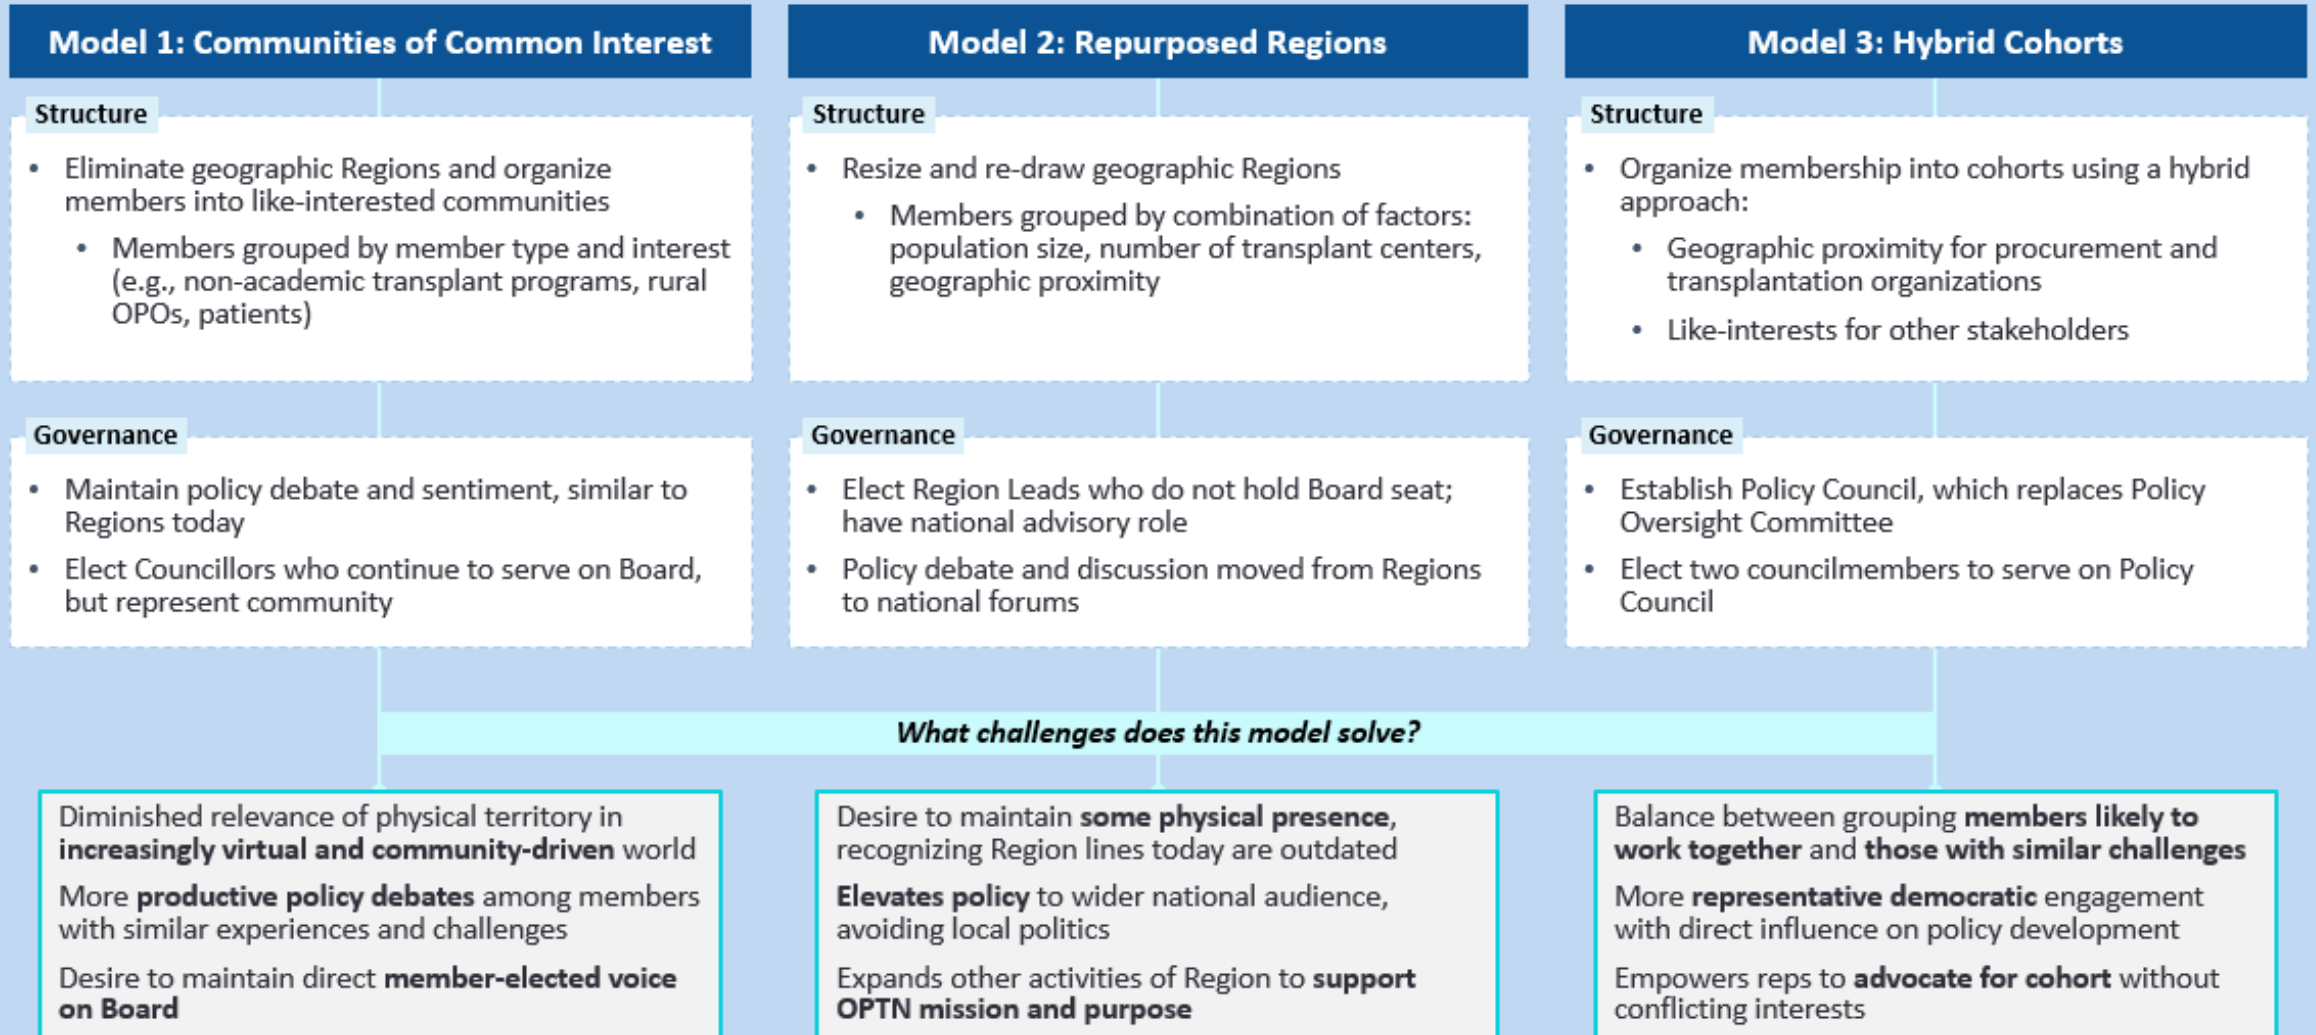 Model 1: Communities of Common Interest
Structure
• Eliminate geographic Regions and organize
members into like-interested communities
• Members grouped by member type and interest
(e.g., non-academic transplant programs, rural
OPOs, patients)
Governance
• Maintain policy debate and sentiment, similar to
Regions today
• Elect Councillors who continue to serve on Board,
but represent community
Model 2: Repurposed Regions
Structure
• Resize and re-draw geographic Regions
• Members grouped by combination of factors:
population size, number of transplant centers,
geographic proximity
Governance
• Elect Region Leads who do not hold Board seat;
have national advisory role
• Policy debate and discussion moved from Regions
to national forums
Model 3: Hybrid Cohorts
Structure
• Organize membership into cohorts using a hybrid
approach:
• Geographic proximity for procurement and
transplantation organizations
• Like-interests for other stakeholders
Governance
• Establish Policy Council, which replaces Policy
Oversight Committee
• Elect two councilmembers to serve on Policy
Council
What challenges does this model solve?
Diminished relevance of physical territory in
increasingly virtual and community-driven world
More productive policy debates among members
with similar experiences and challenges
Desire to maintain direct member-elected voice
on Board
Desire to maintain some physical presence,
recognizing Region lines today are outdated
Elevates policy to wider national audience,
avoiding local politics
Expands other activities of Region to support
OPTN mission and purpose
Balance between grouping members likely to
work together and those with similar challenges
More representative democratic engagement
with direct influence on policy development
Empowers reps to advocate for cohort without
conflicting interests